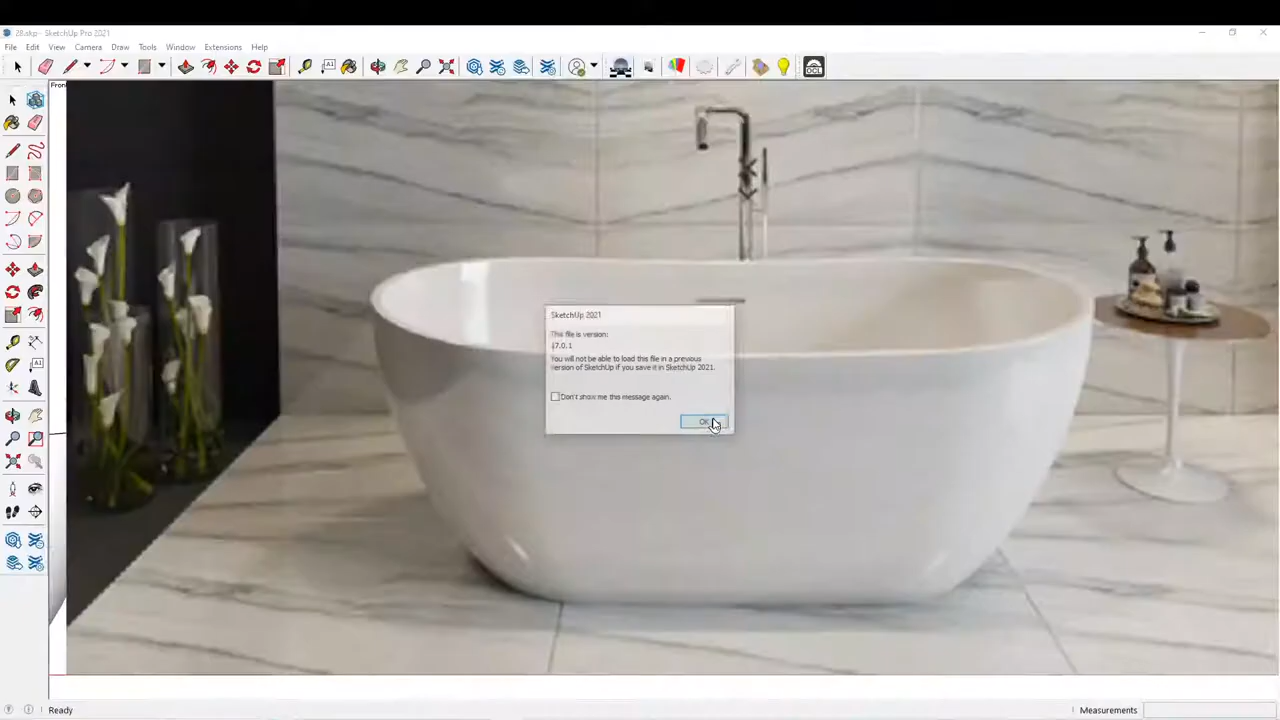 28.skp - SketchUp Pro 2021
File Edit View Camera Draw Tools Window Extensions Help
Fron
SketchUp 2021
This file is version:
17.0.1
You will not be able to load this file in a previous
version of SketchUp if you save it in SketchUp 2021.
Don't show me this message again.
OK
Ready
Measurements